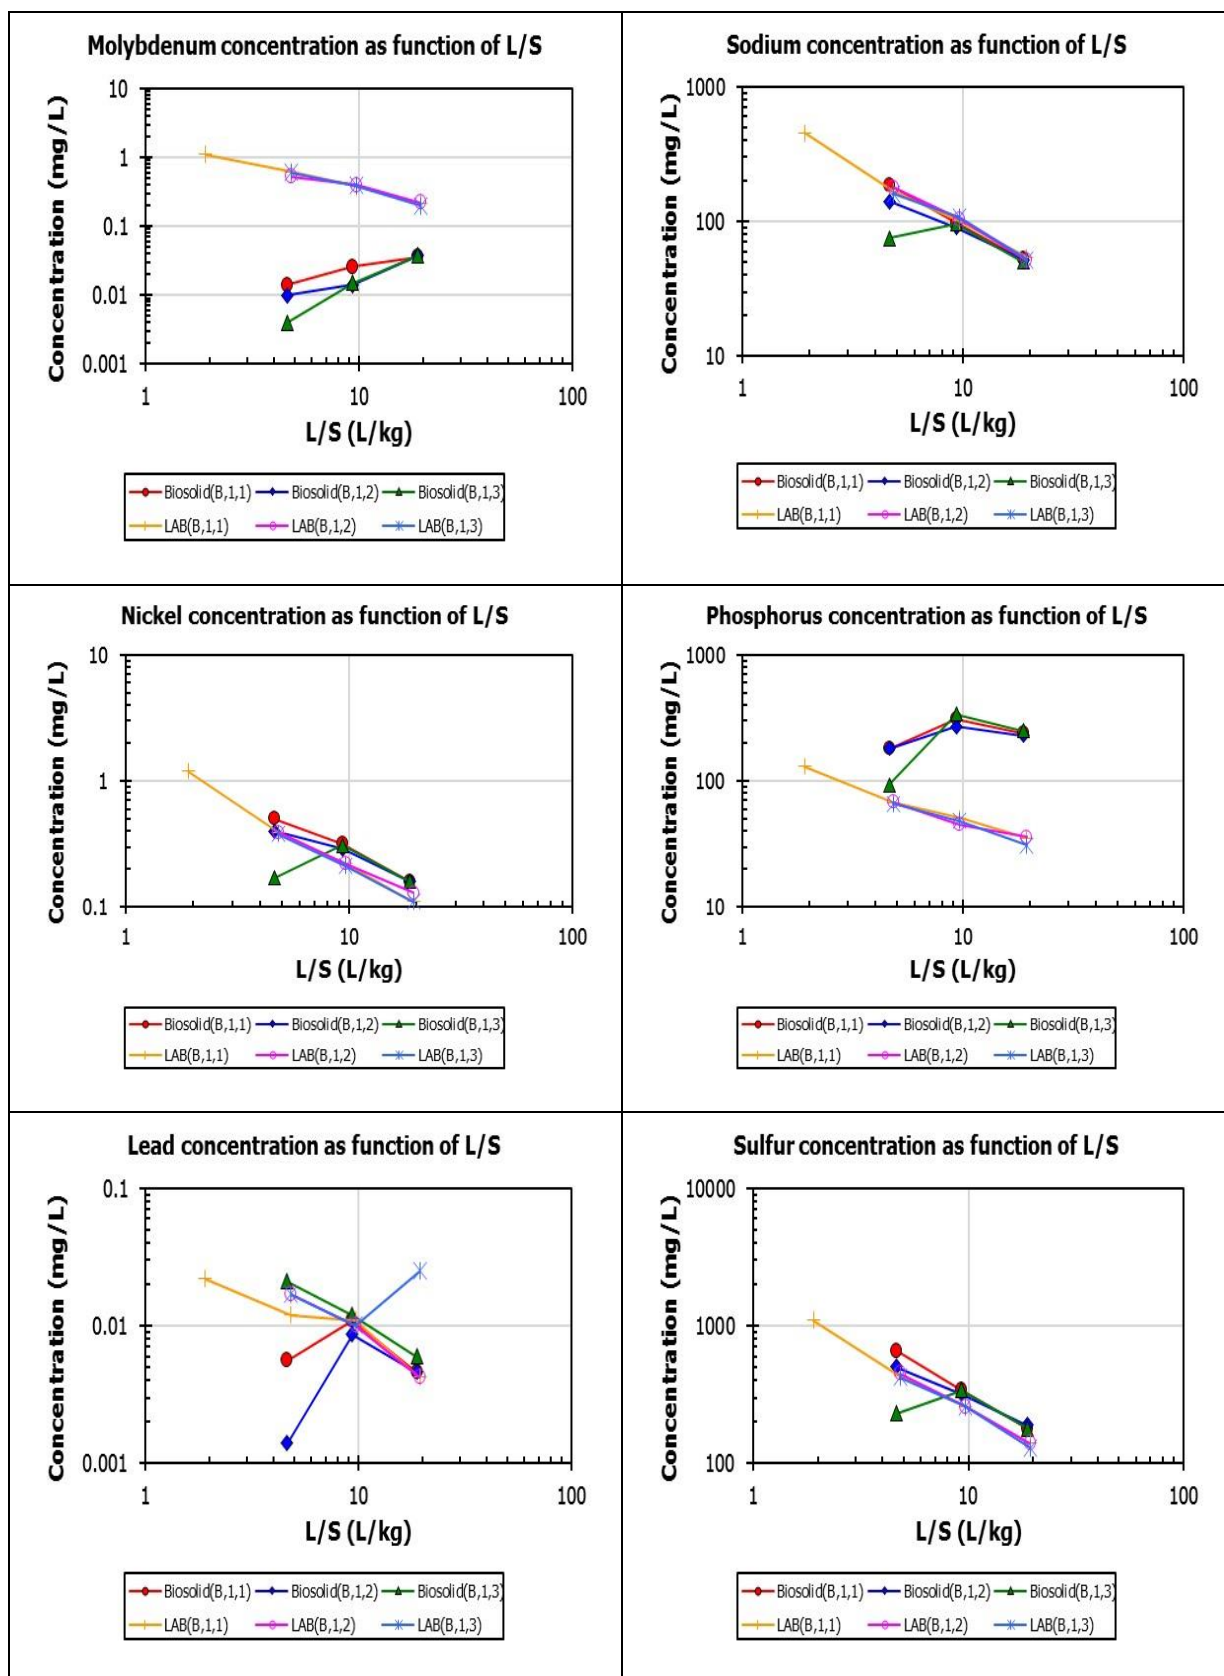 Molybdenum concentration as function of L/S
Concentration (mg/L)
10
1
0.1
0.01
0.001
1 10 100
L/S (L/kg)
Biosolid(B,1,1) Biosolid(B,1,2) Biosolid(B,1,3)
LAB(B,1,1) LAB(B,1,2) LAB(B,1,3)
Sodium concentration as function of L/S
Concentration (mg/L)
1000
100
10
1 10 100
L/S (L/kg)
Biosolid(B,1,1) Biosolid(B,1,2) Biosolid(B,1,3)
LAB(B,1,1) LAB(B,1,2) LAB(B,1,3)
Nickel concentration as function of L/S
Concentration (mg/L)
10
1
0.1
1 10 100
L/S (L/kg)
Biosolid(B,1,1) Biosolid(B,1,2) Biosolid(B,1,3)
LAB(B,1,1) LAB(B,1,2) LAB(B,1,3)
Phosphorus concentration as function of L/S
Concentration (mg/L)
1000
100
10
1 10 100
L/S (L/kg)
Biosolid(B,1,1) Biosolid(B,1,2) Biosolid(B,1,3)
LAB(B,1,1) LAB(B,1,2) LAB(B,1,3)
Lead concentration as function of L/S
Concentration (mg/L)
0.1
0.01
0.001
1 10 100
L/S (L/kg)
Biosolid(B,1,1) Biosolid(B,1,2) Biosolid(B,1,3)
LAB(B,1,1) LAB(B,1,2) LAB(B,1,3)
Sulfur concentration as function of L/S
Concentration (mg/L)
10000
1000
100
1 10 100
L/S (L/kg)
Biosolid(B,1,1) Biosolid(B,1,2) Biosolid(B,1,3)
LAB(B,1,1) LAB(B,1,2) LAB(B,1,3)